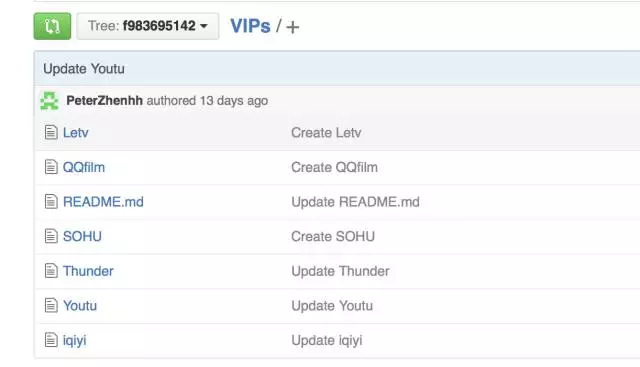 Tree: f983695142 VIPs / +
Update Youtu
PeterZhenhh authored 13 days ago
Letv Create Letv
QQfilm Create QQfilm
README.md Update README.md
SOHU Create SOHU
Thunder Update Thunder
Youtu Update Youtu
iqiyi Update iqiyi